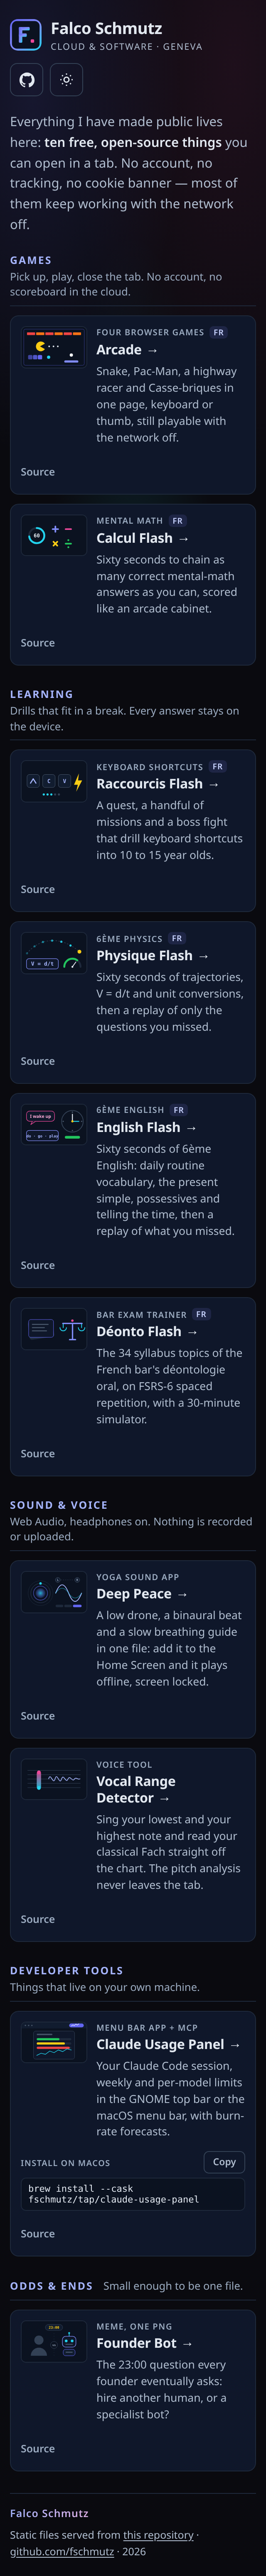 Falco Schmutz
CLOUD & SOFTWARE · GENEVA
Everything I have made public lives
here: ten free, open-source things you
can open in a tab. No account, no
tracking, no cookie banner — most of
them keep working with the network
off.
GAMES
Pick up, play, close the tab. No account, no
scoreboard in the cloud.
FOUR BROWSER GAMES FR
Arcade →
Snake, Pac-Man, a highway
racer and Casse-briques in
one page, keyboard or
thumb, still playable with
the network off.
Source
60
MENTAL MATH FR
Calcul Flash →
Sixty seconds to chain as
many correct mental-math
answers as you can, scored
like an arcade cabinet.
Source
LEARNING
Drills that fit in a break. Every answer stays on
the device.
C V
KEYBOARD SHORTCUTS FR
Raccourcis Flash →
A quest, a handful of
missions and a boss fight
that drill keyboard shortcuts
into 10 to 15 year olds.
Source
V = d/t
6ÈME PHYSICS FR
Physique Flash →
Sixty seconds of trajectories,
V = d/t and unit conversions,
then a replay of only the
questions you missed.
Source
I wake up
6ÈME ENGLISH FR
English Flash →
Sixty seconds of 6ème
English: daily routine
vocabulary, the present
simple, possessives and
telling the time, then a
replay of what you missed.
Source
BAR EXAM TRAINER FR
Déonto Flash →
The 34 syllabus topics of the
French bar's déontologie
oral, on FSRS-6 spaced
repetition, with a 30-minute
simulator.
Source
SOUND & VOICE
Web Audio, headphones on. Nothing is recorded
or uploaded.
YOGA SOUND APP
Deep Peace →
A low drone, a binaural beat
and a slow breathing guide
in one file: add it to the
Home Screen and it plays
offline, screen locked.
Source
VOICE TOOL
Vocal Range
Detector →
Sing your lowest and your
highest note and read your
classical Fach straight off
the chart. The pitch analysis
never leaves the tab.
Source
DEVELOPER TOOLS
Things that live on your own machine.
MENU BAR APP + MCP
Claude Usage Panel →
Your Claude Code session,
weekly and per-model limits
in the GNOME top bar or the
macOS menu bar, with burn-
rate forecasts.
INSTALL ON MACOS Copy
brew install --cask
fschmutz/tap/claude-usage-panel
Source
ODDS & ENDS Small enough to be one file.
23:00
MEME, ONE PNG
Founder Bot →
The 23:00 question every
founder eventually asks:
hire another human, or a
specialist bot?
Source
Falco Schmutz
Static files served from this repository ·
github.com/fschmutz · 2026